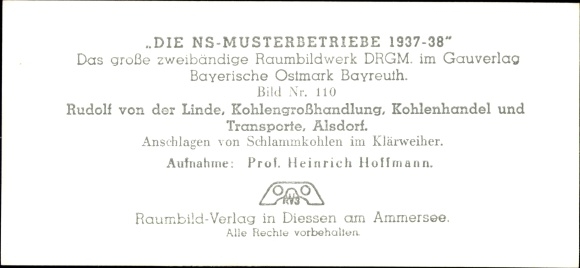 „DIE NS-MUSTERBETRIEBE 1937-38“
Das große zweibändige Raumbildwerk DRGM. im Gauverlag
Bayerische Ostmark Bayreuth.
Bild Nr. 110
Rudolf von der Linde, Kohlengroßhandlung, Kohlenhandel und
Transporte, Alsdorf.
Anschlagen von Schlammkohlen im Klärweiher.
Aufnahme: Prof. Heinrich Hoffmann.
RVD
Raumbild-Verlag in Diessen am Ammersee.
Alle Rechte vorbehalten.